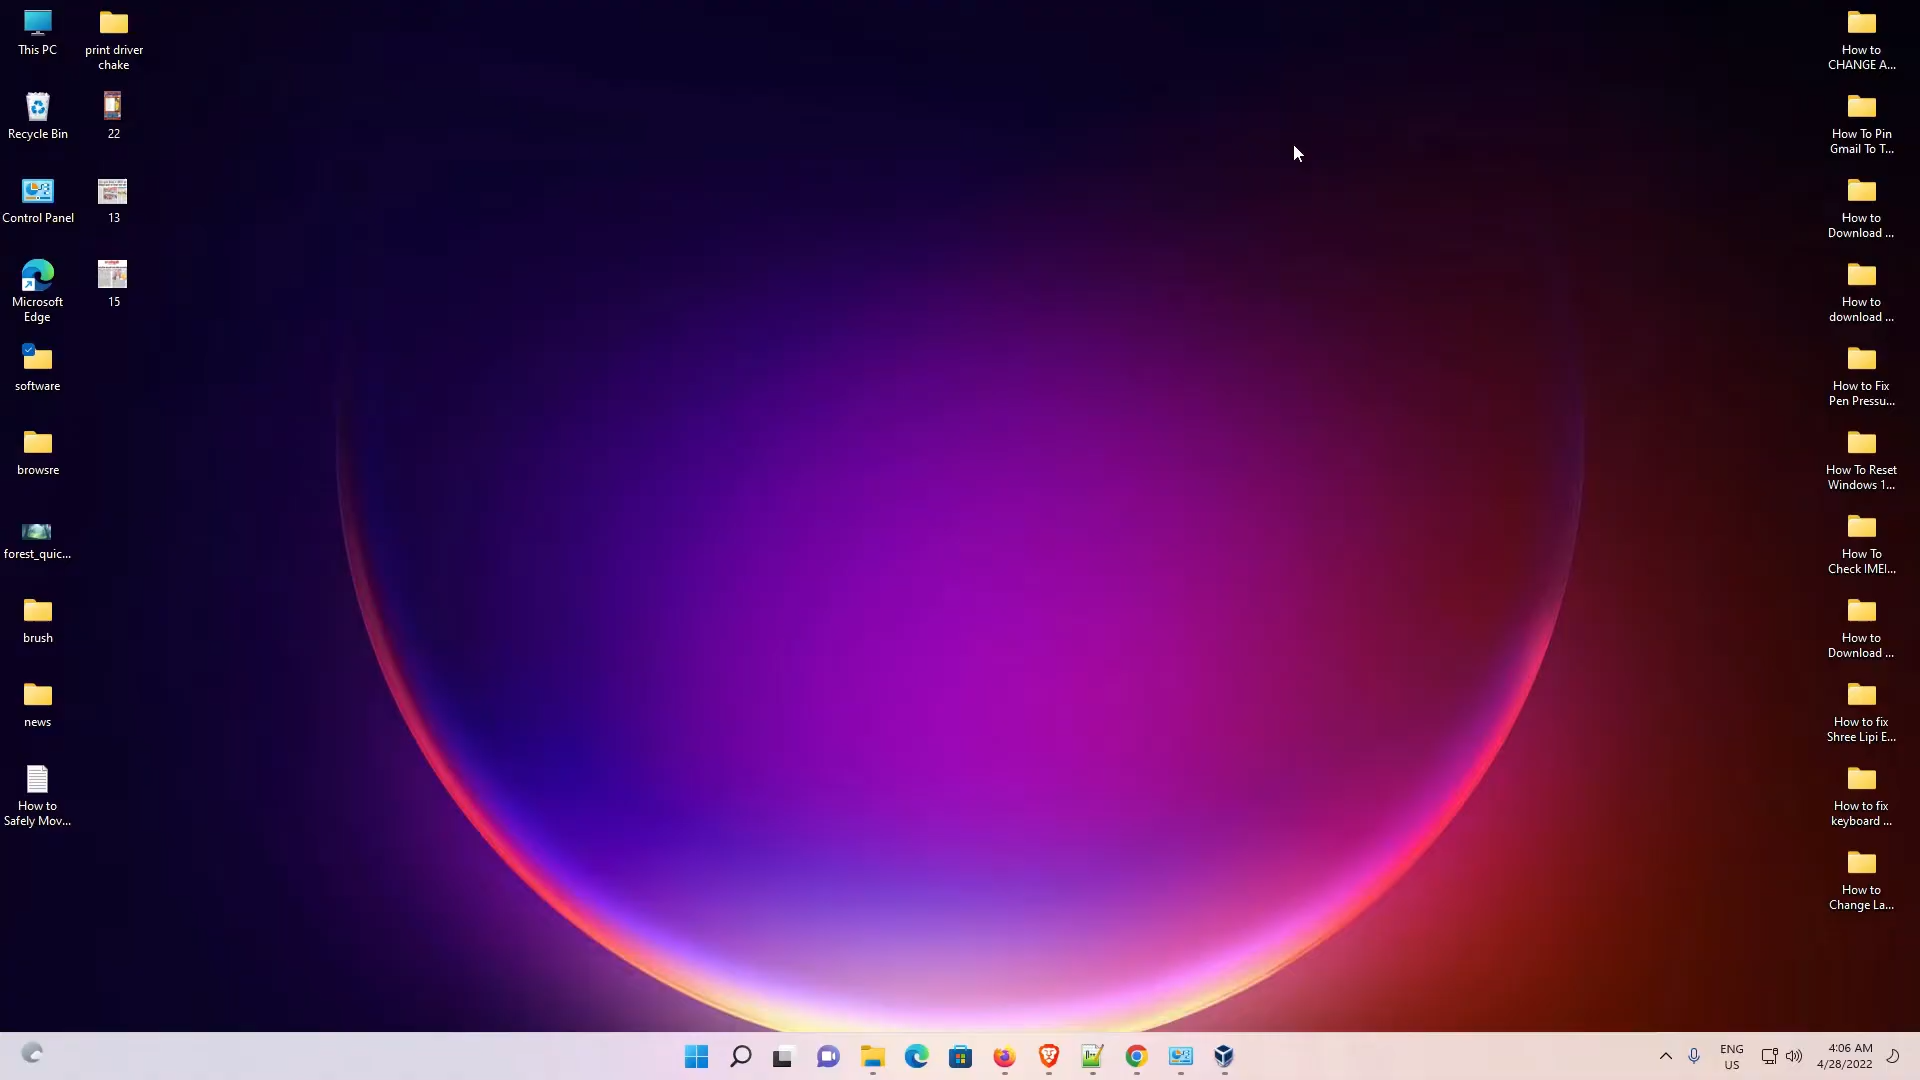 This PC
print driver
chake
Recycle Bin
22
Control Panel
13
Microsoft
Edge
15
software
browsre
forest_quic...
brush
news
How to
Safely Mov...
How to
CHANGE A...
How To Pin
Gmail To T...
How to
Download ...
How to
download ...
How to Fix
Pen Pressu...
How To Reset
Windows 1...
How To
Check IMEI...
How to
Download ...
How to fix
Shree Lipi E...
How to fix
keyboard ...
How to
Change La...
ENG
US
4:06 AM
4/28/2022